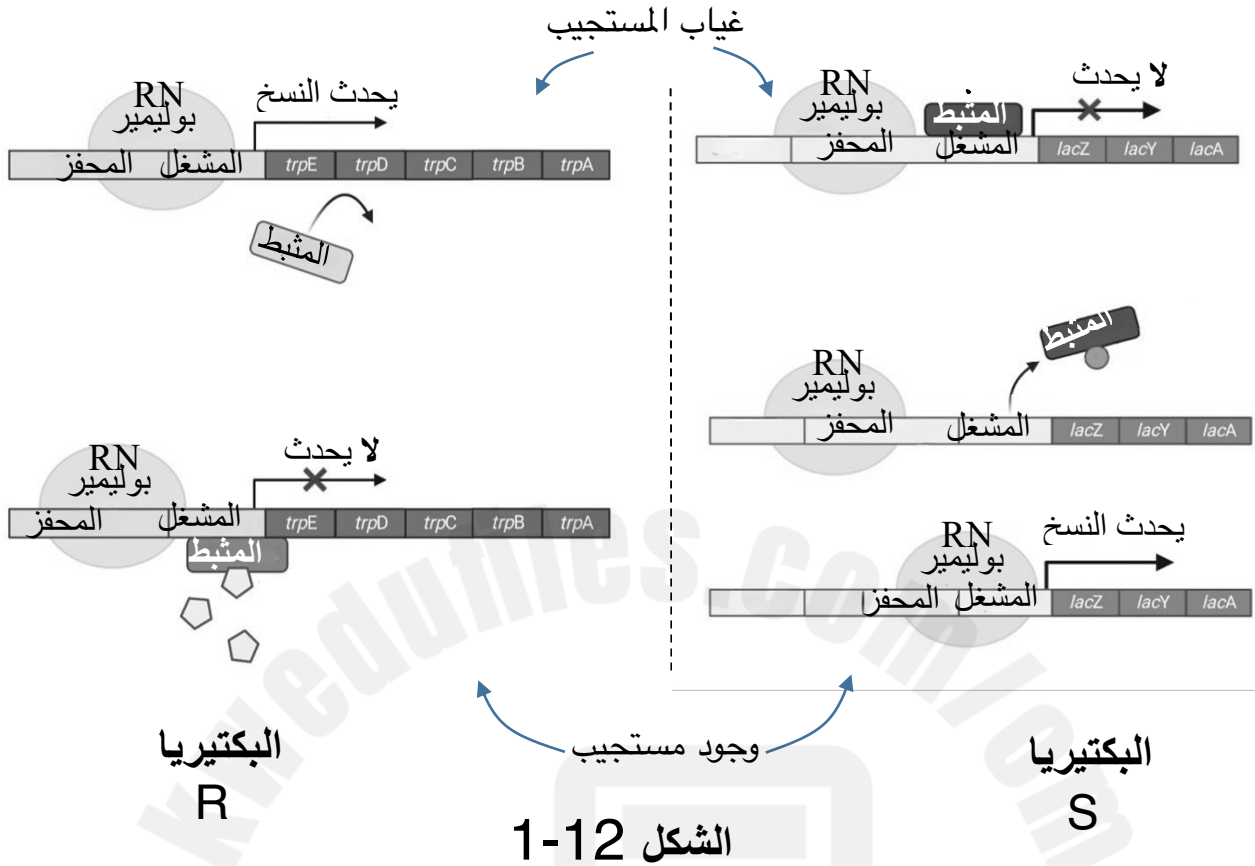 غياب المستجيب
RN
بوليمير
يحدث النسخ
المحفز
المشغل
trpE
trpD
trpC
trpB
trpA
المثبط
RN
بوليمير
المثبط
لا يحدث
المحفز
المشغل
lacZ
lacY
lacA
المثبط
RN
بوليمير
المحفز
المشغل
lacZ
lacY
lacA
RN
بوليمير
لا يحدث
المحفز
المشغل
trpE
trpD
trpC
trpB
trpA
المثبط
RN
بوليمير
يحدث النسخ
المحفز
المشغل
lacZ
lacY
lacA
وجود مستجيب
البكتيريا
R
البكتيريا
S
الشكل 12-1
kwedufiles.com/